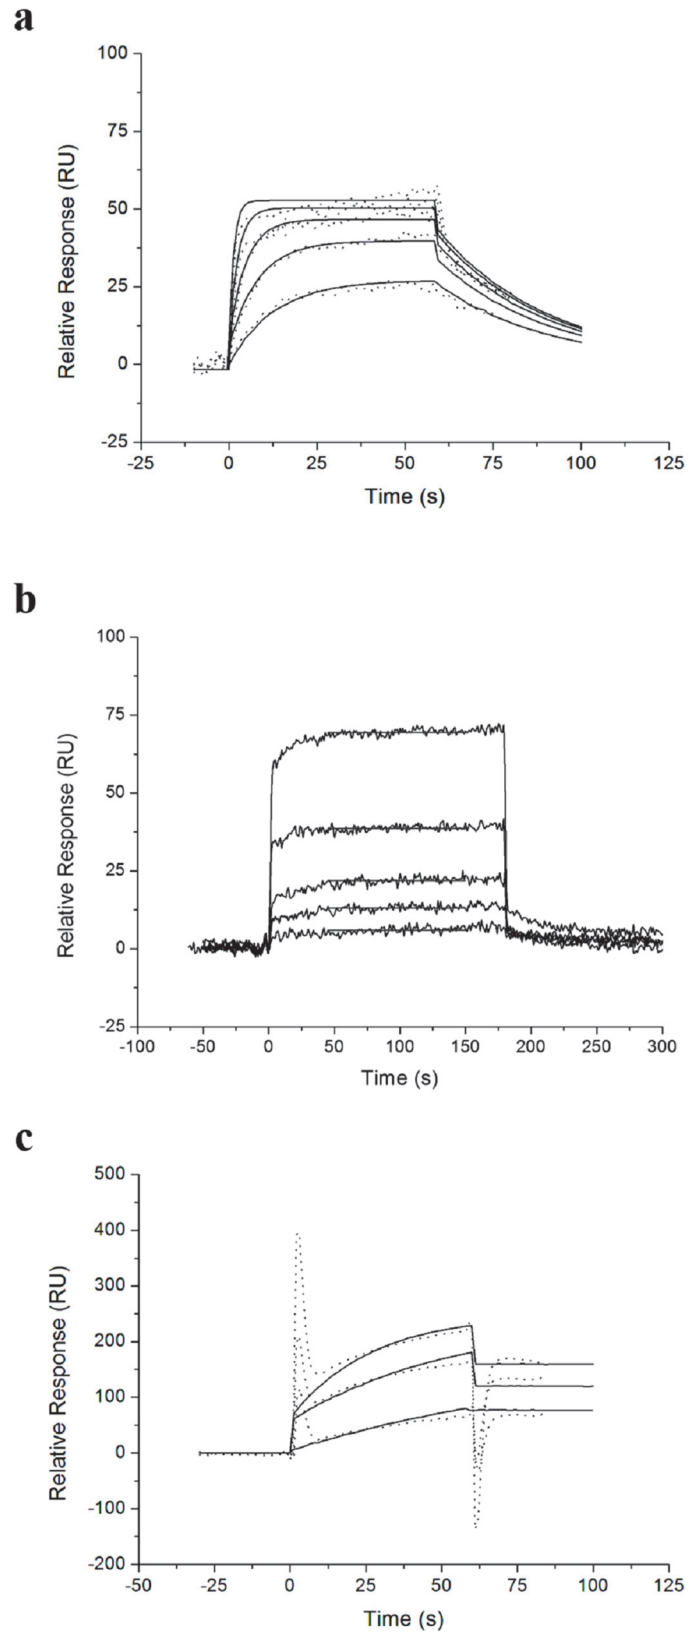 a
100
75
50
25
0
-25
Relative Response (RU)
-25 0 25 50 75 100 125
Time (s)
b
100
75
50
25
0
-25
Relative Response (RU)
-100 -50 0 50 100 150 200 250 300
Time (s)
c
500
400
300
200
100
0
-100
-200
Relative Response (RU)
-50 -25 0 25 50 75 100 125
Time (s)